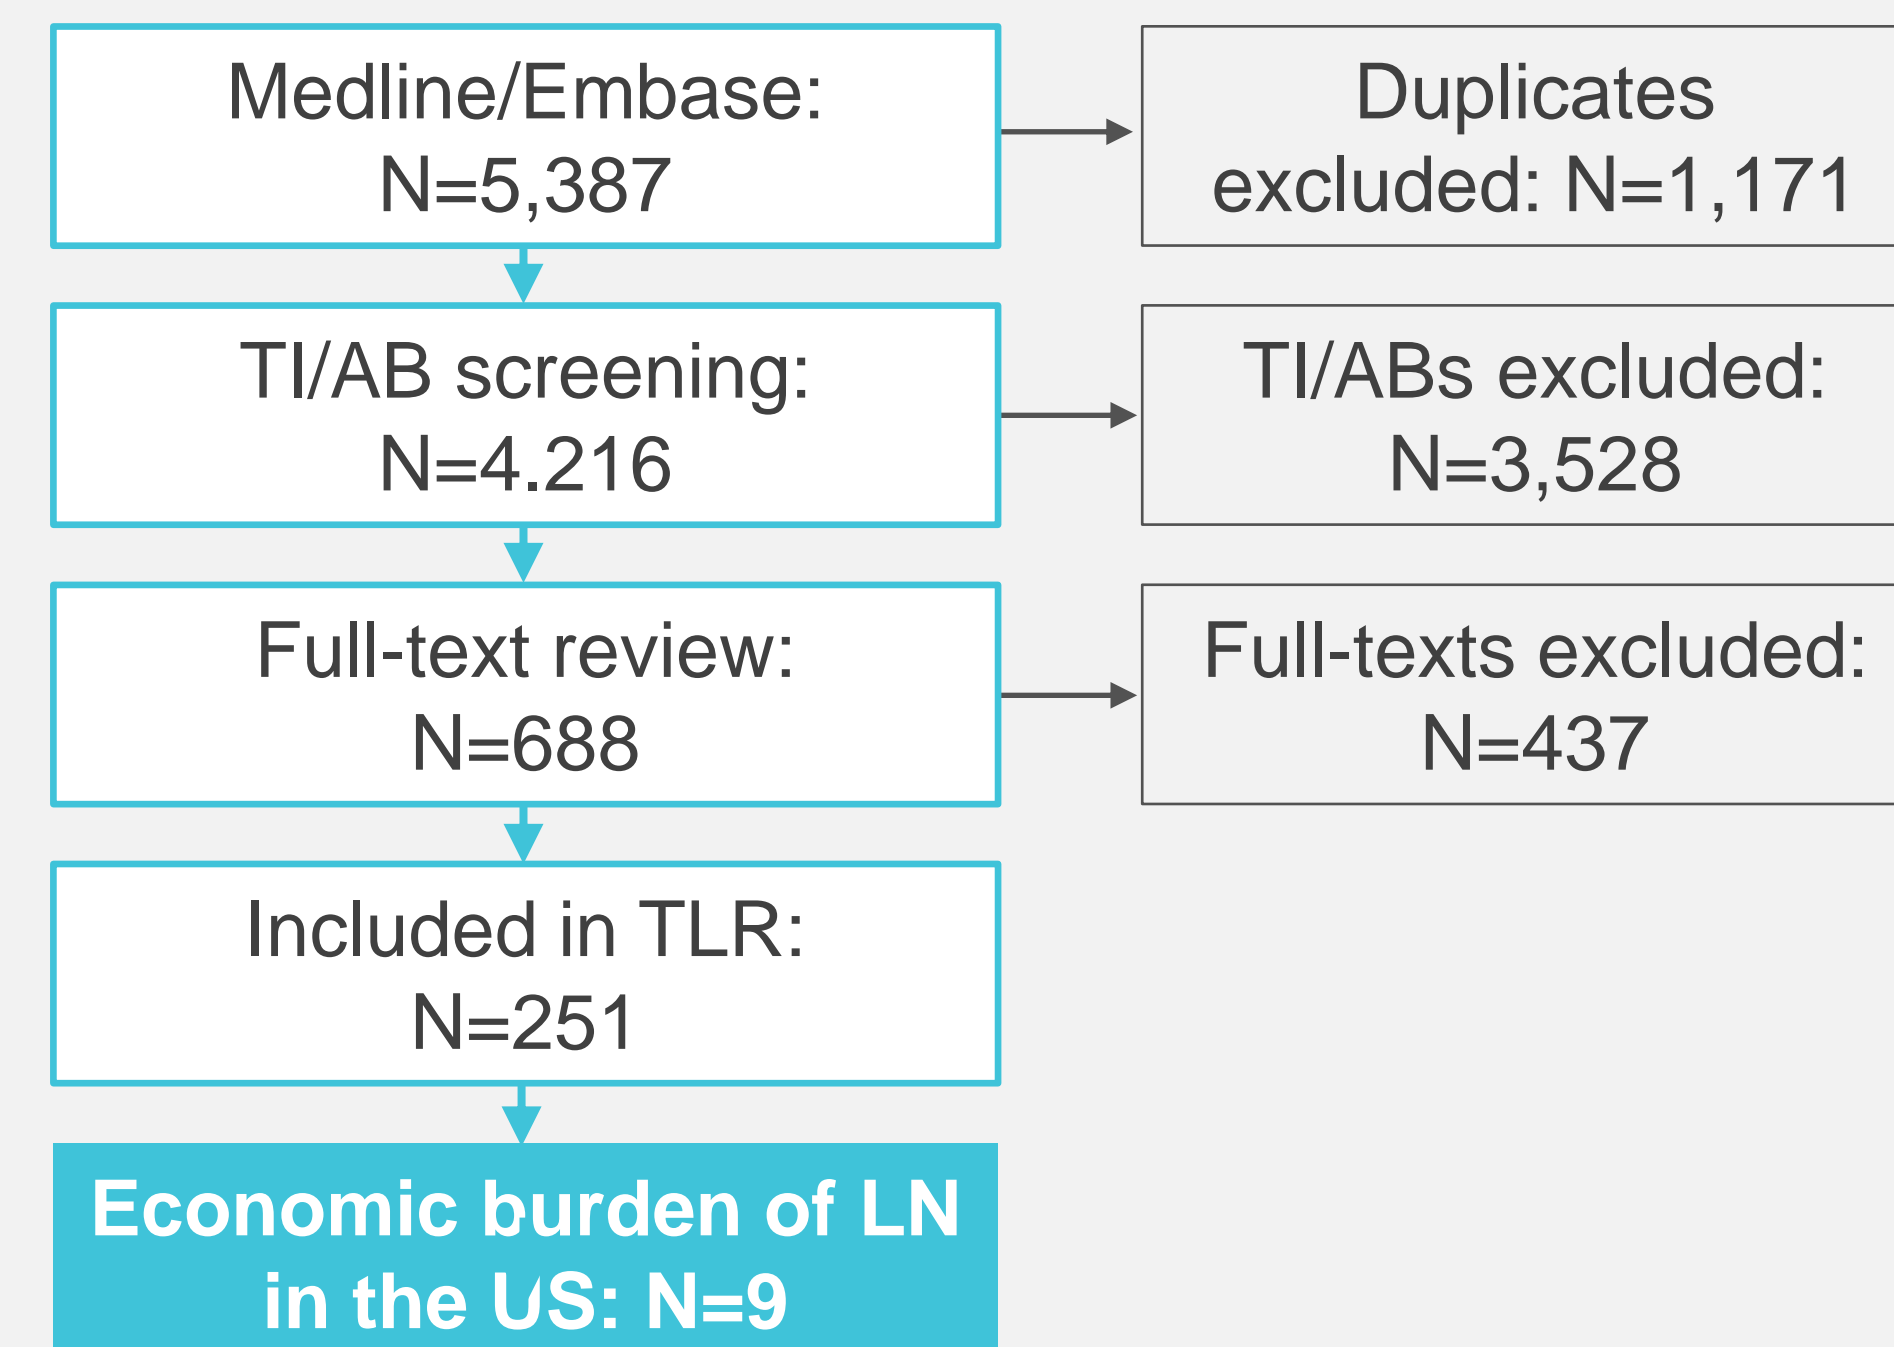 Medline/Embase:
N=5,387
Duplicates
excluded: N=1,171
TI/AB screening:
N=4.216
TI/ABs excluded:
N=3,528
Full-text review:
N=688
Full-texts excluded:
N=437
Included in TLR:
N=251
Economic burden of LN
in the US: N=9